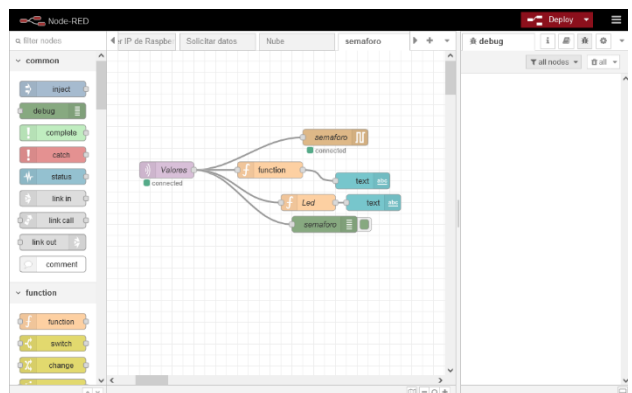 Node-RED
Deploy
filter nodes
r IP de Raspbe
Solicitar datos
Nube
semaforo
debug
i
all nodes
all
common
inject
debug
complete
catch
status
link in
link call
link out
comment
function
function
switch
change
semaforo
connected
Valores
connected
function
text
abc
Led
text
abc
semaforo